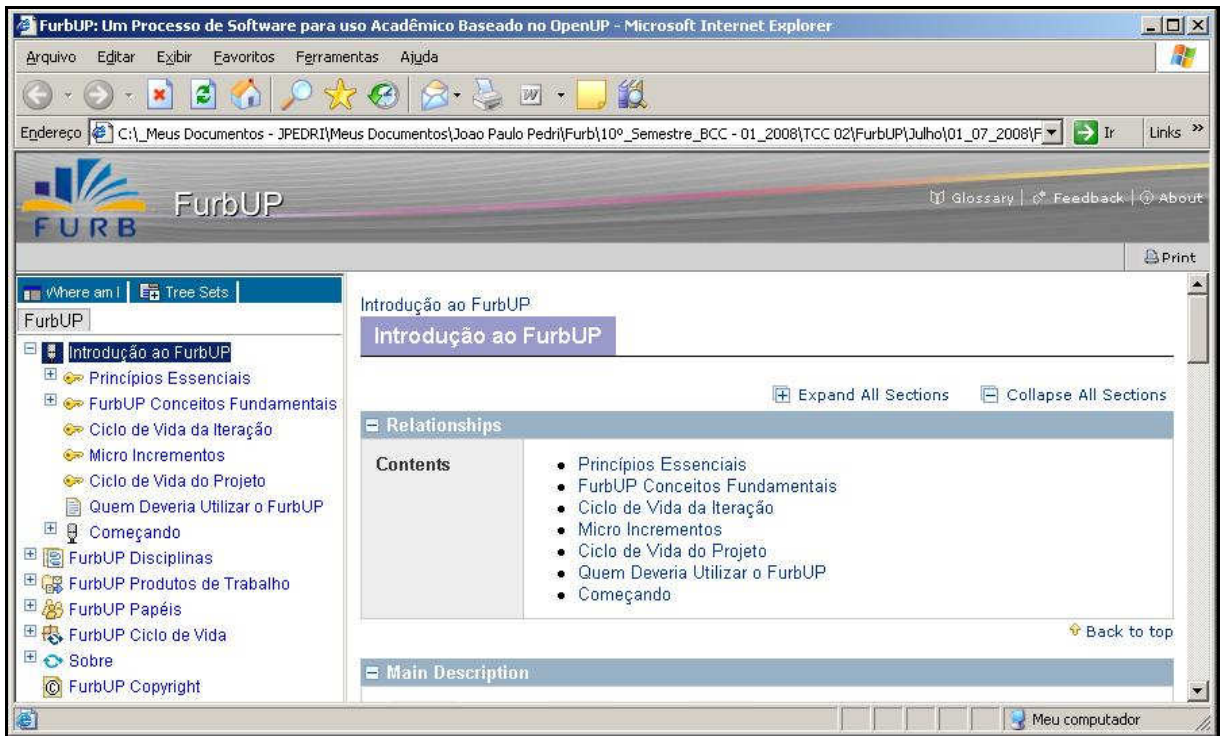 FurbUP: Um Processo de Software para uso Acadêmico Baseado no OpenUP - Microsoft Internet Explorer
Arquivo Editar Exibir Favoritos Ferramentas Ajuda
Endereço C:\_Meus Documentos - JPEDRI\Meus Documentos\Joao Paulo Pedri\Furb\10º_Semestre_BCC - 01_2008\TCC 02\FurbUP\Julho\01_07_2008\F Ir Links »
FURB
FurbUP
Glossary | Feedback | About
Print
Where am I Tree Sets
FurbUP
Introdução ao FurbUP
Princípios Essenciais
FurbUP Conceitos Fundamentais
Ciclo de Vida da Iteração
Micro Incrementos
Ciclo de Vida do Projeto
Quem Deveria Utilizar o FurbUP
Começando
FurbUP Disciplinas
FurbUP Produtos de Trabalho
FurbUP Papéis
FurbUP Ciclo de Vida
Sobre
FurbUP Copyright
Introdução ao FurbUP
Introdução ao FurbUP
Expand All Sections Collapse All Sections
Relationships
Contents
Princípios Essenciais
FurbUP Conceitos Fundamentais
Ciclo de Vida da Iteração
Micro Incrementos
Ciclo de Vida do Projeto
Quem Deveria Utilizar o FurbUP
Começando
Back to top
Main Description
Meu computador